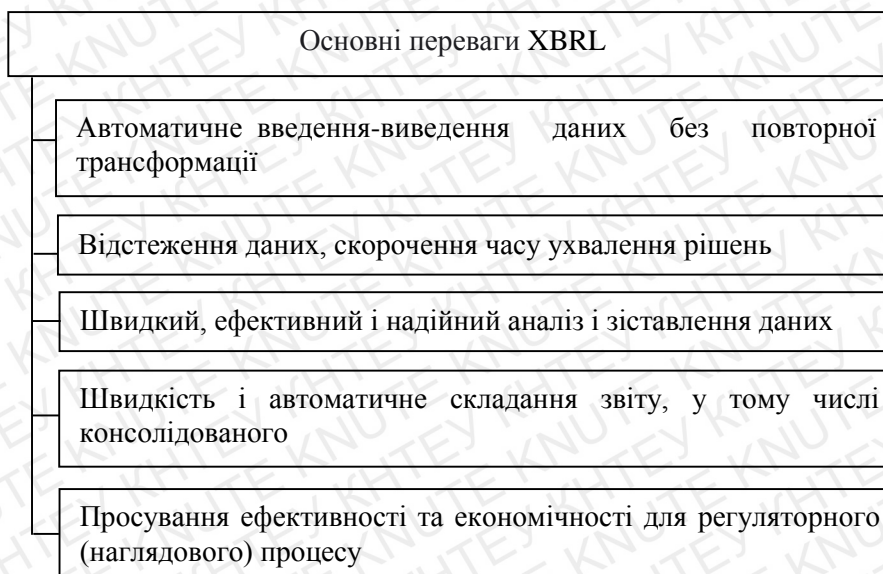 Основні переваги XBRL
Автоматичне введення-виведення даних без повторної
трансформації
Відстеження даних, скорочення часу ухвалення рішень
Швидкий, ефективний і надійний аналіз і зіставлення даних
Швидкість і автоматичне складання звіту, у тому числі
консолідованого
Просування ефективності та економічності для регуляторного
(наглядового) процесу